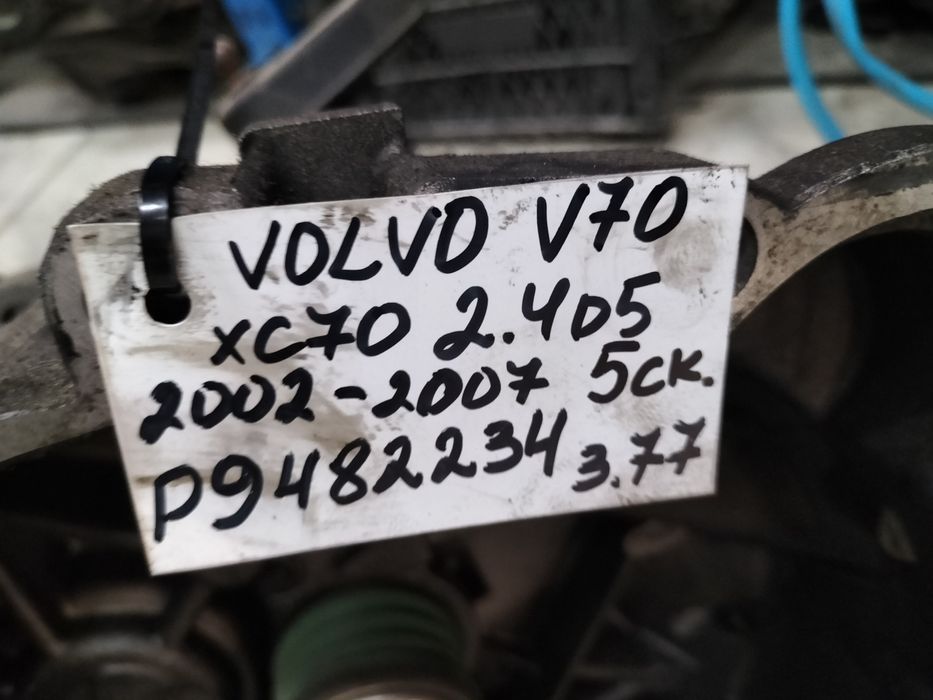 VOLVO V70
XC70 2.4D5
2002-2007 5ск.
P9482234 3.77